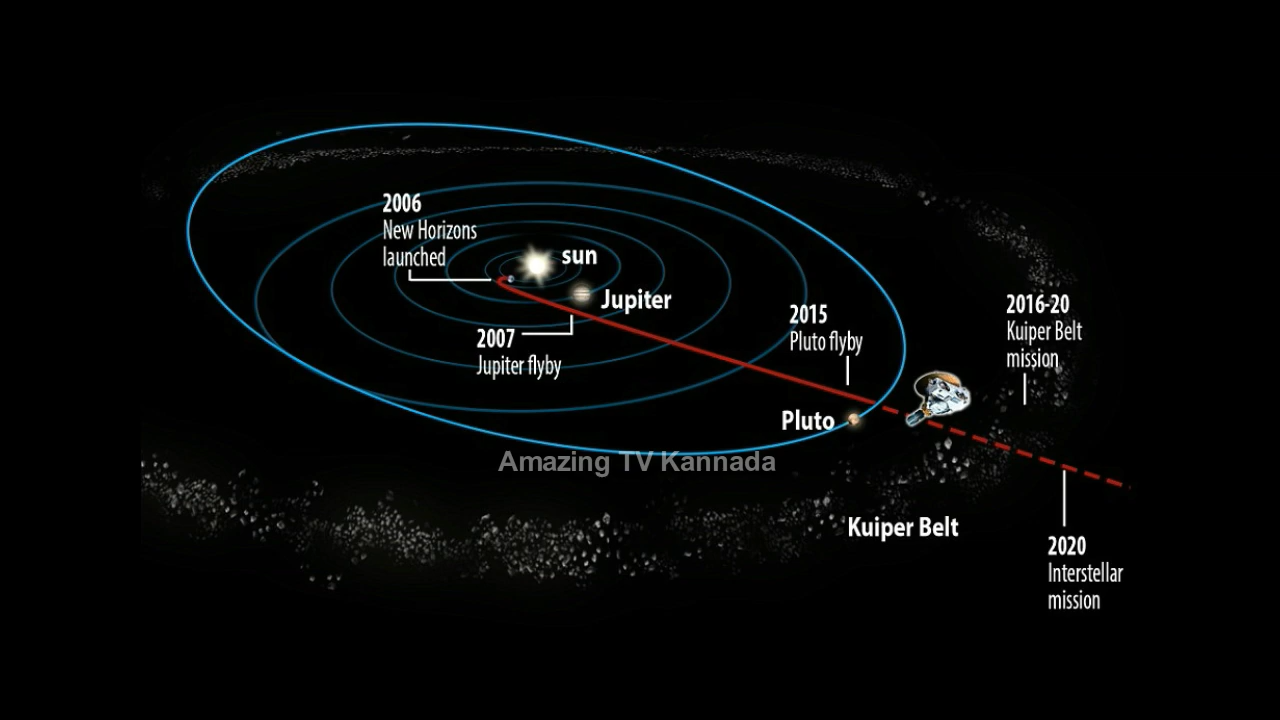 2006
New Horizons
launched
sun
Jupiter
2007
Jupiter flyby
2015
Pluto flyby
2016-20
Kuiper Belt
mission
Pluto
Amazing TV Kannada
Kuiper Belt
2020
Interstellar
mission